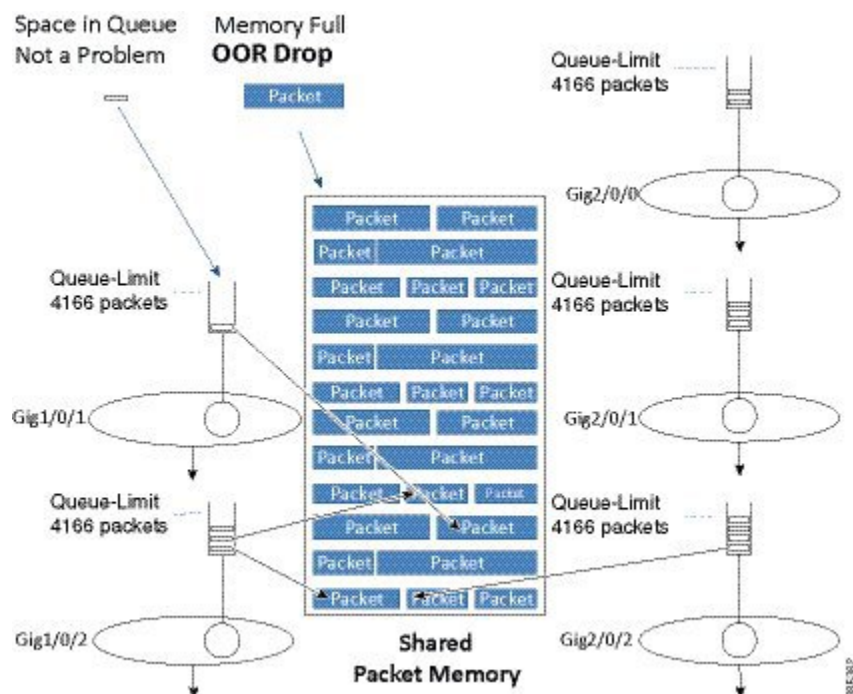 Space in Queue
Not a Problem
Memory Full
OOR Drop
Packet
Queue-Limit
4166 packets
Gig2/0/0
Packet Packet
Packet Packet
Packet Packet Packet
Packet Packet
Packet Packet
Packet Packet Packet
Packet Packet
Packet Packet
Packet Packet Packet
Packet Packet
Packet Packet
Packet Packet Packet
Queue-Limit
4166 packets
Gig1/0/1
Queue-Limit
4166 packets
Gig2/0/1
Queue-Limit
4166 packets
Gig1/0/2
Queue-Limit
4166 packets
Gig2/0/2
Shared
Packet Memory